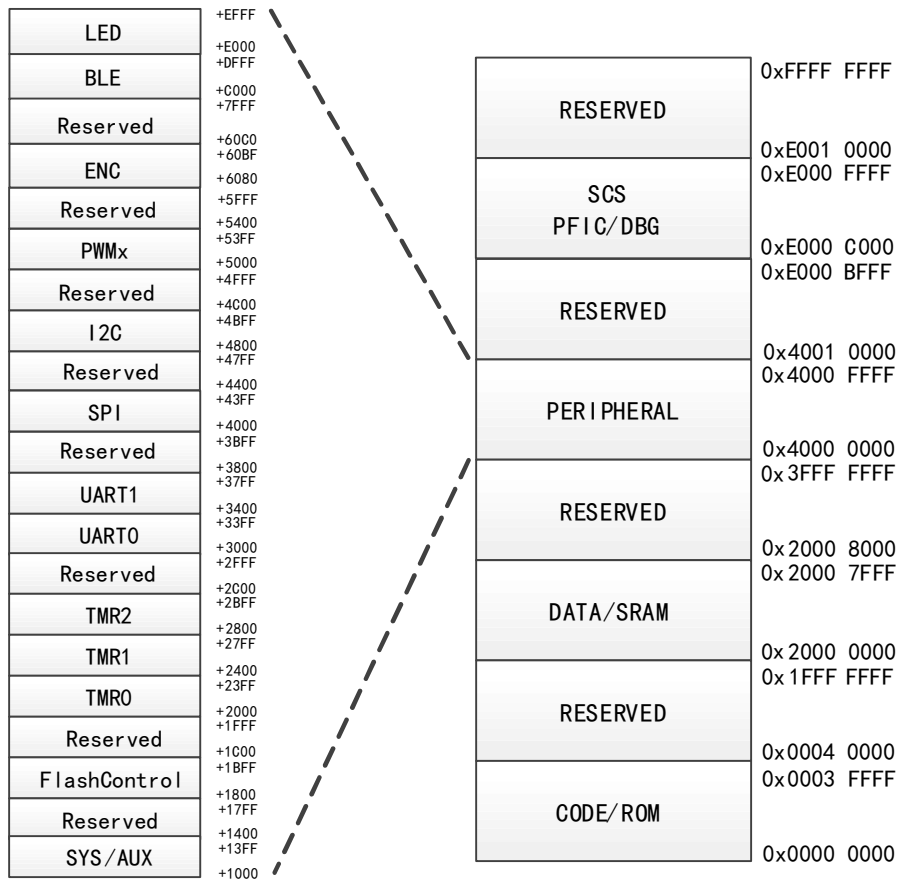 LED
+EFFF
+E000
BLE
+DFFF
+C000
Reserved
+7FFF
+60C0
ENC
+60BF
+6080
Reserved
+5FFF
+5400
PWMx
+53FF
+5000
Reserved
+4FFF
+4C00
I2C
+4BFF
+4800
Reserved
+47FF
+4400
SPI
+43FF
+4000
Reserved
+3BFF
+3800
UART1
+37FF
+3400
UART0
+33FF
+3000
Reserved
+2FFF
+2C00
TMR2
+2BFF
+2800
TMR1
+27FF
+2400
TMR0
+23FF
+2000
Reserved
+1FFF
+1C00
FlashControl
+1BFF
+1800
Reserved
+17FF
+1400
SYS/AUX
+13FF
+1000
RESERVED
0xFFFF FFFF
0xE001 0000
SCS
PFIC/DBG
0xE000 FFFF
0xE000 C000
RESERVED
0xE000 BFFF
0x4001 0000
PERIPHERAL
0x4000 FFFF
0x4000 0000
RESERVED
0x3FFF FFFF
0x2000 8000
DATA/SRAM
0x2000 7FFF
0x2000 0000
RESERVED
0x1FFF FFFF
0x0004 0000
CODE/ROM
0x0003 FFFF
0x0000 0000